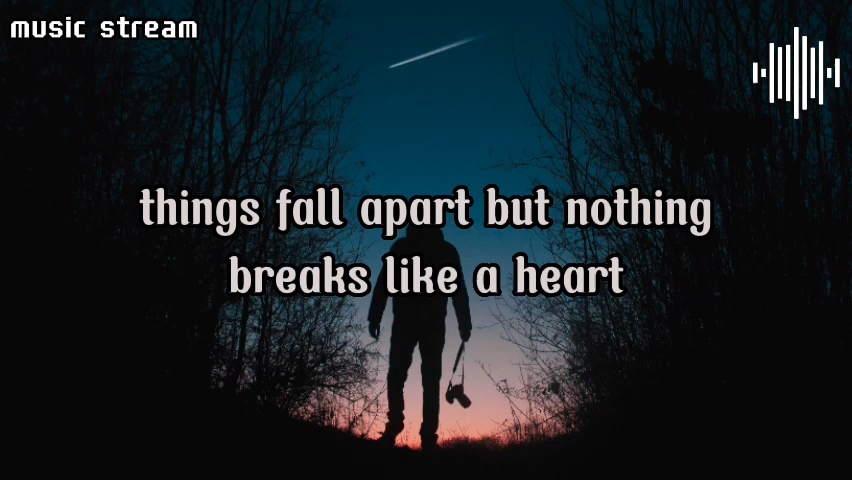 music stream
things fall apart but nothing
breaks like a heart